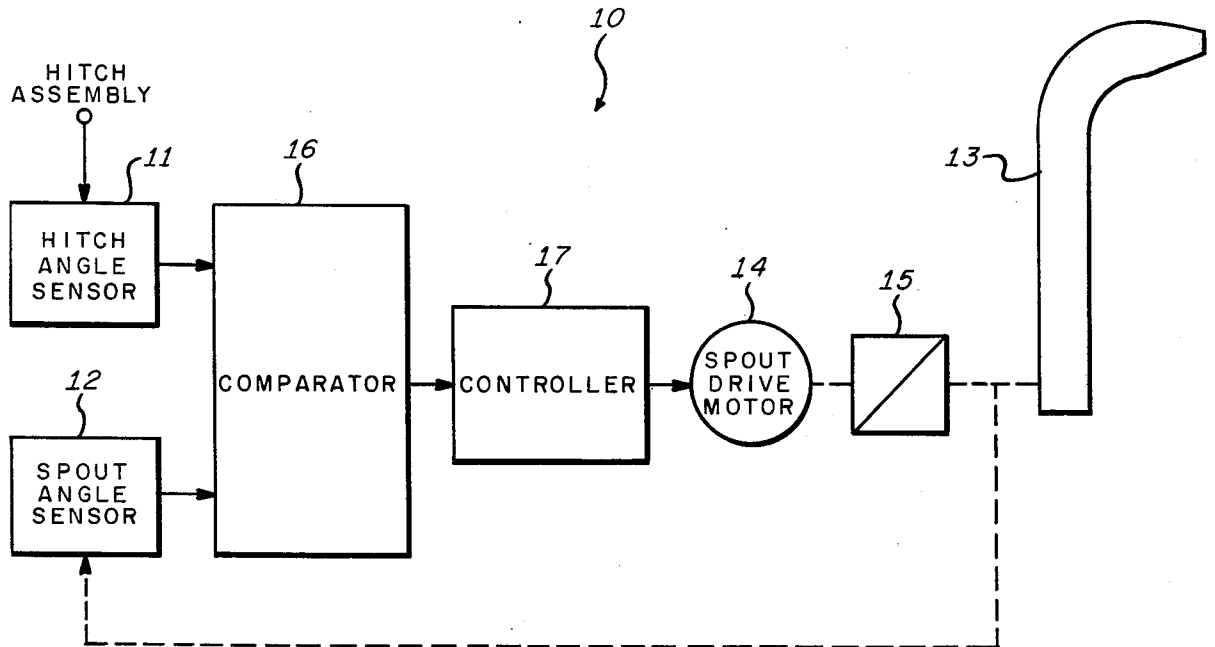 10
HITCH
ASSEMBLY
11
16
13
HITCH
ANGLE
SENSOR
17
14
15
COMPARATOR
CONTROLLER
SPOUT
DRIVE
MOTOR
12
SPOUT
ANGLE
SENSOR